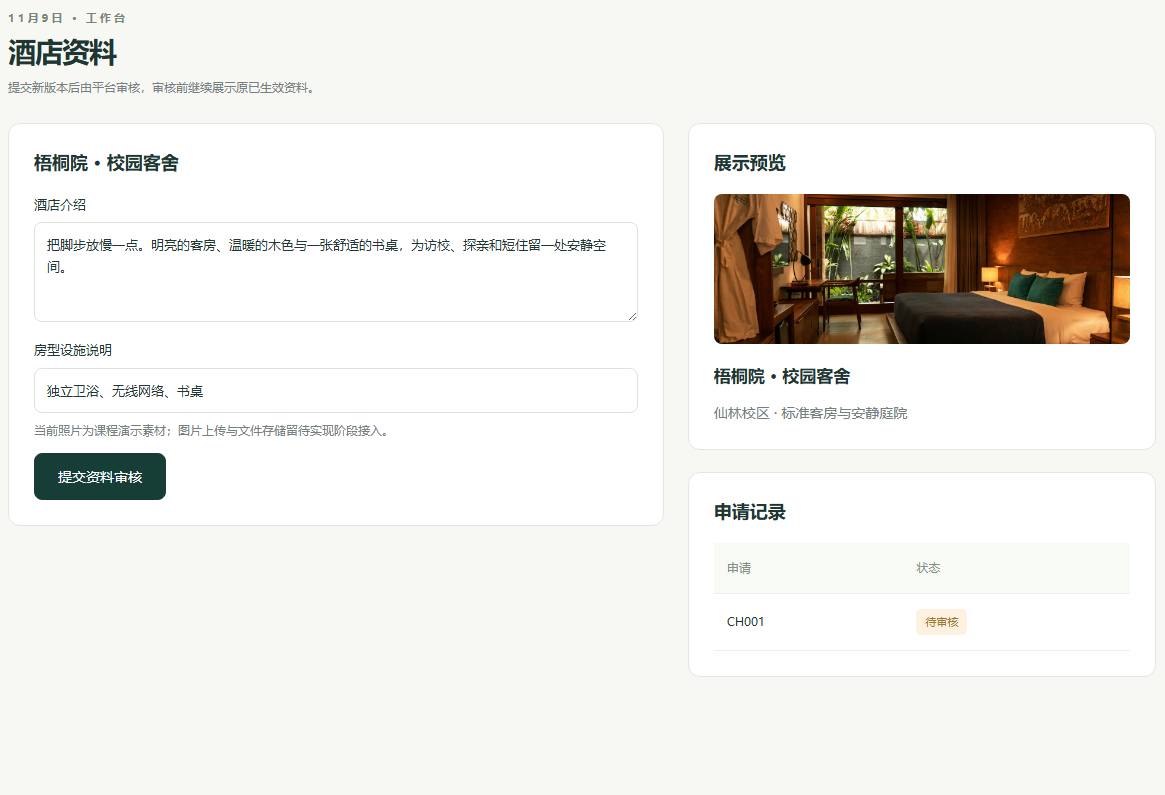 11月9日 • 工作台
酒店资料
提交新版本后由平台审核，审核前继续展示原已生效资料。
梧桐院 • 校园客舍
酒店介绍
把脚步放慢一点。明亮的客房、温暖的木色与一张舒适的书桌，为访校、探亲和短住留一处安静空
间。
房型设施说明
独立卫浴、无线网络、书桌
当前照片为课程演示素材；图片上传与文件存储留待实现阶段接入。
提交资料审核
展示预览
梧桐院 • 校园客舍
仙林校区 · 标准客房与安静庭院
申请记录
申请 状态
CH001 待审核